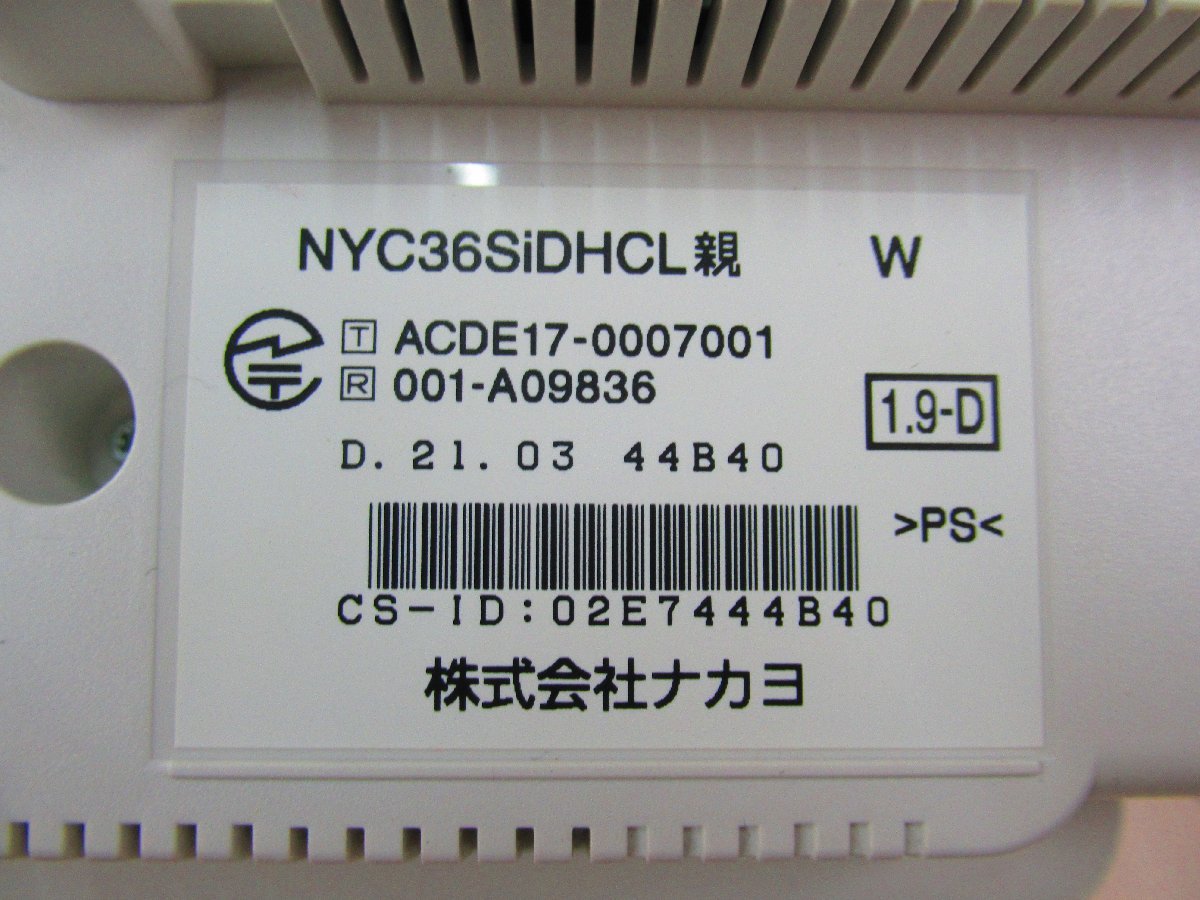 NYC36SiDHCL親 W
T ACDE17-0007001
R 001-A09836
1.9-D
D. 21. 03 44B40
>PS<
CS-ID:02E7444B40
株式会社ナカヨ